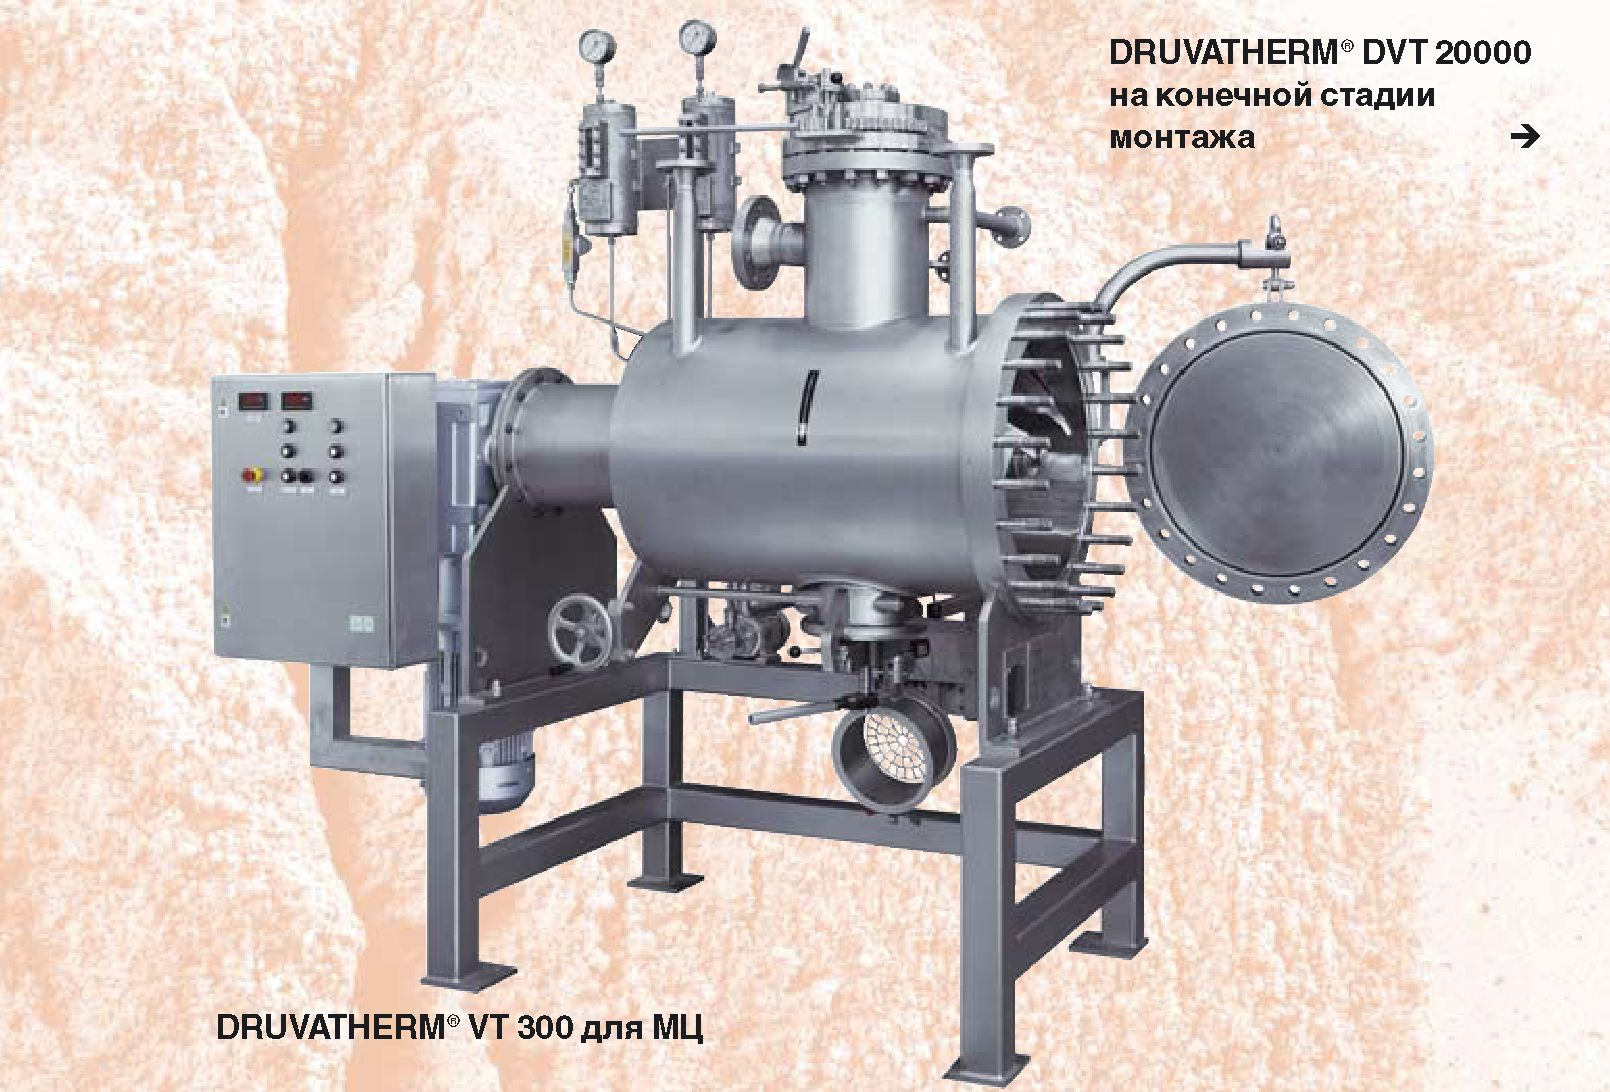 DRUVATHERM® DVT 20000
на конечной стадии
монтажа →
DRUVATHERM® VT 300 для МЦ